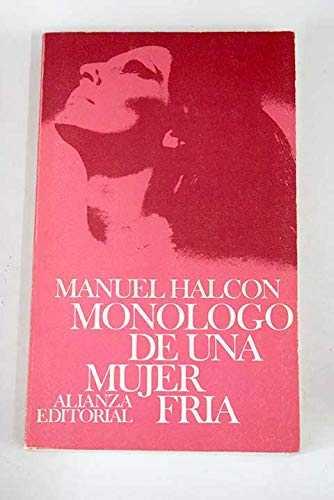 MANUEL HALCON
MONOLOGO
DE UNA
MUJER
FRIA
ALIANZA
EDITORIAL